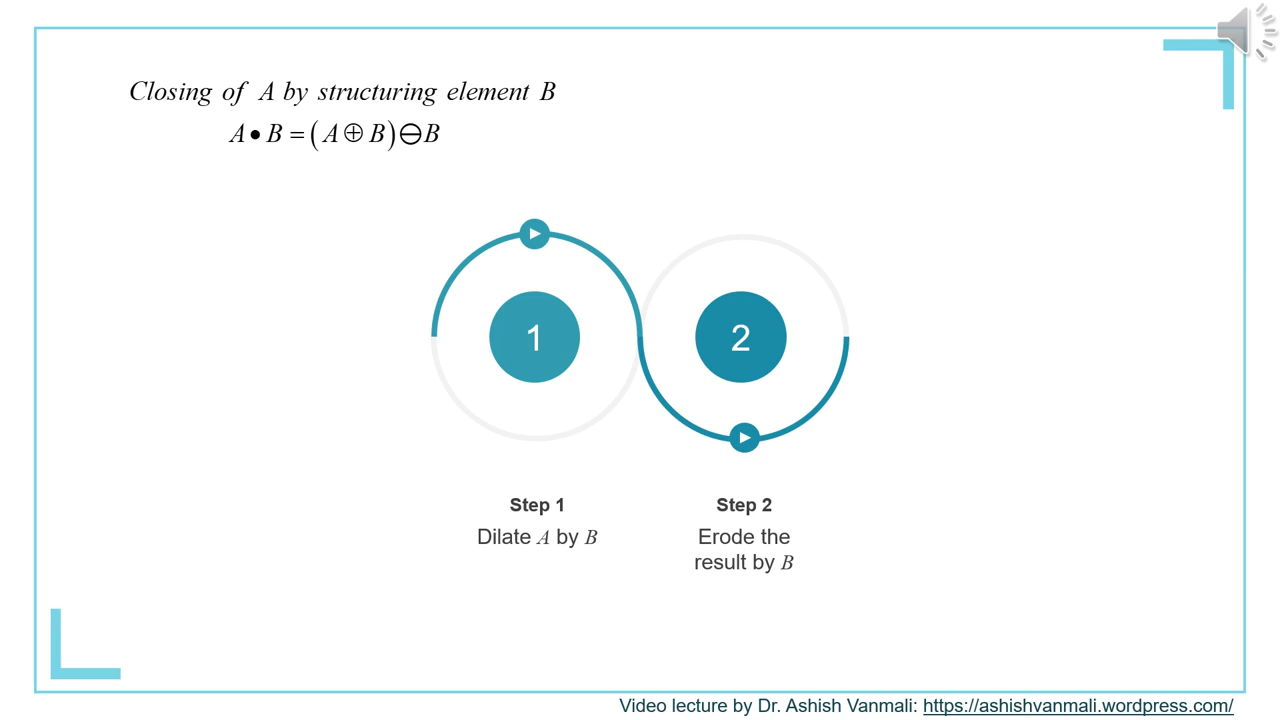 Closing of A by structuring element B
A • B = ( A ⊕ B ) ⊖ B
1
2
Step 1
Dilate A by B
Step 2
Erode the
result by B
Video lecture by Dr. Ashish Vanmali: https://ashishvanmali.wordpress.com/